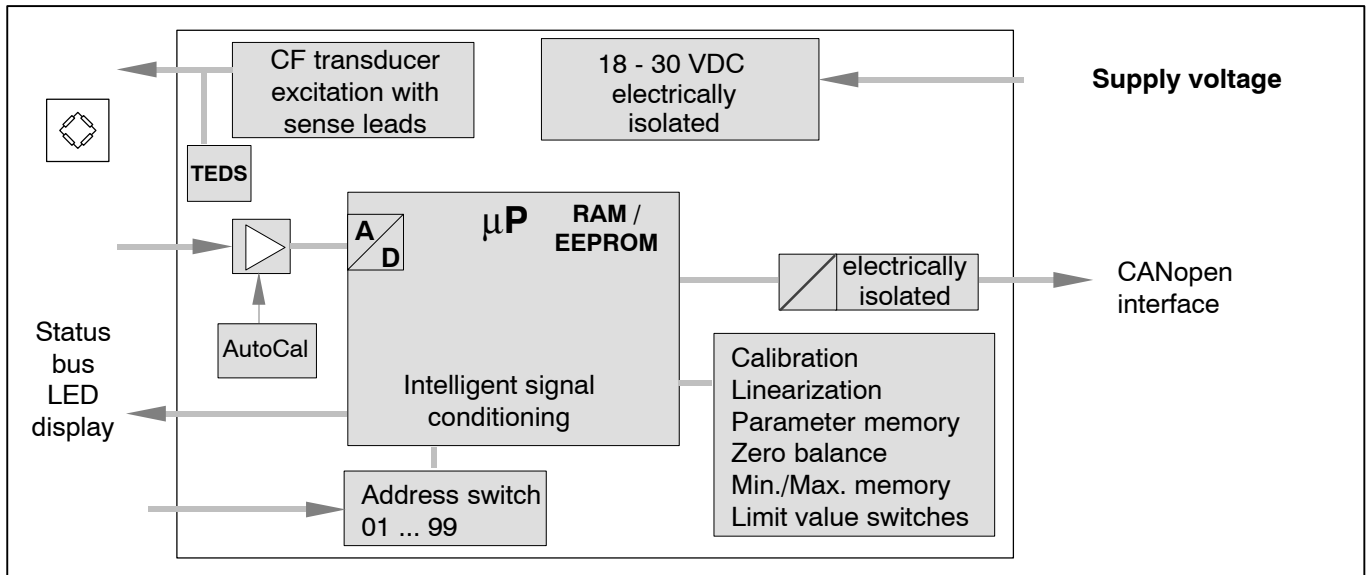 CF transducer
excitation with
sense leads
18 - 30 VDC
electrically
isolated
Supply voltage
TEDS
A
D
μP
RAM /
EEPROM
electrically
isolated
CANopen
interface
AutoCal
Status
bus
LED
display
Intelligent signal
conditioning
Calibration
Linearization
Parameter memory
Zero balance
Min./Max. memory
Limit value switches
Address switch
01 ... 99